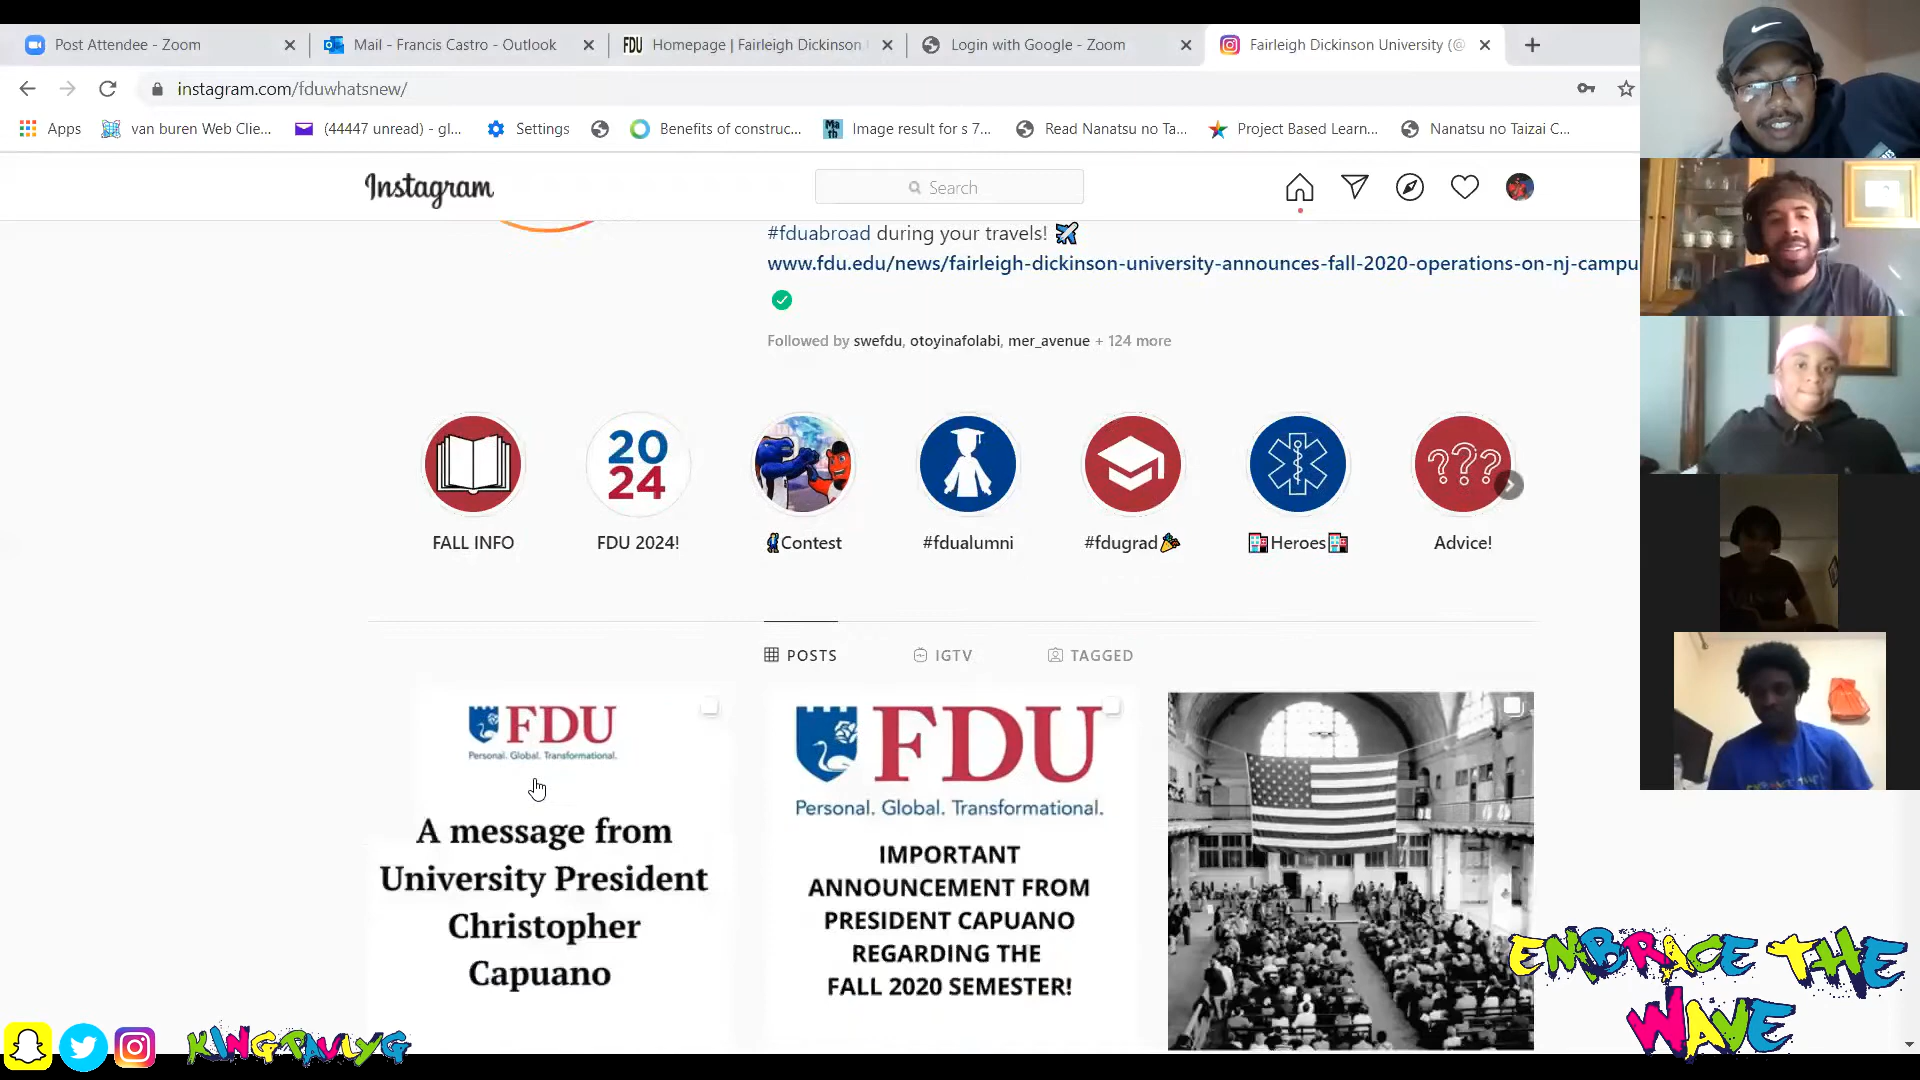 Post Attendee - Zoom
Mail - Francis Castro - Outlook
FDU Homepage | Fairleigh Dickinson
Login with Google - Zoom
Fairleigh Dickinson University (@
instagram.com/fduwhatsnew/
Apps
van buren Web Clie...
(44447 unread) - gl...
Settings
Benefits of construc...
Image result for s 7...
Read Nanatsu no Ta...
Project Based Learn...
Nanatsu no Taizai C...
Instagram
Search
#fduabroad during your travels!
www.fdu.edu/news/fairleigh-dickinson-university-announces-fall-2020-operations-on-nj-campu
Followed by swefdu, otoyinafolabi, mer_avenue + 124 more
20
24
???
FALL INFO
FDU 2024!
Contest
#fdualumni
#fdugrad
Heroes
Advice!
POSTS
IGTV
TAGGED
FDU
Personal. Global. Transformational.
A message from
University President
Christopher
Capuano
FDU
Personal. Global. Transformational.
IMPORTANT
ANNOUNCEMENT FROM
PRESIDENT CAPUANO
REGARDING THE
FALL 2020 SEMESTER!
EMBRACE THE
WAVE
KINGPAVLYG